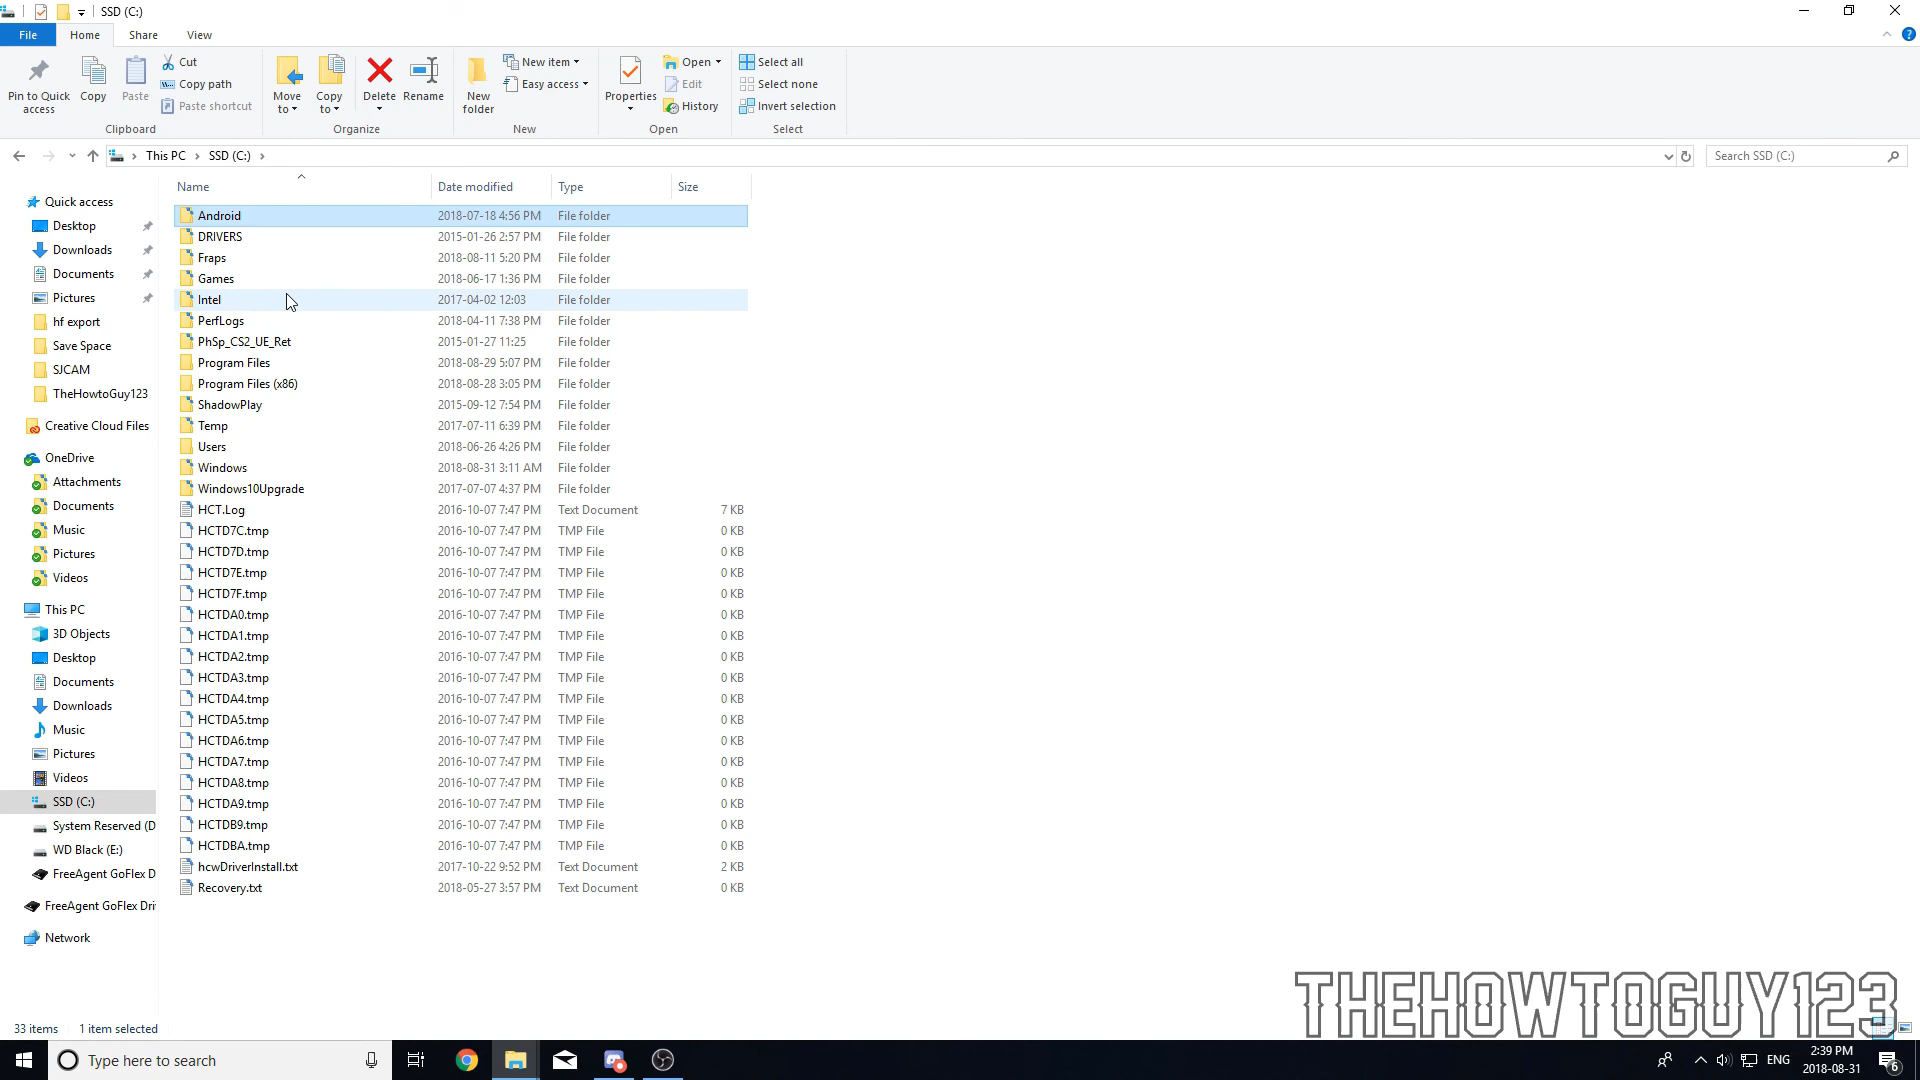 SSD (C:)
File Home Share View
Pin to Quick access
Copy
Paste
Cut
Copy path
Paste shortcut
Clipboard
Move to
Copy to
Delete
Rename
Organize
New folder
New item
Easy access
New
Properties
Open
Edit
History
Open
Select all
Select none
Invert selection
Select
This PC SSD (C:)
Search SSD (C:)
Name Date modified Type Size
Quick access
Desktop
Downloads
Documents
Pictures
hf export
Save Space
SJCAM
TheHowtoGuy123
Creative Cloud Files
OneDrive
Attachments
Documents
Music
Pictures
Videos
This PC
3D Objects
Desktop
Documents
Downloads
Music
Pictures
Videos
SSD (C:)
System Reserved (D
WD Black (E:)
FreeAgent GoFlex D
FreeAgent GoFlex Dri
Network
Android 2018-07-18 4:56 PM File folder
DRIVERS 2015-01-26 2:57 PM File folder
Fraps 2018-08-11 5:20 PM File folder
Games 2018-06-17 1:36 PM File folder
Intel 2017-04-02 12:03 File folder
PerfLogs 2018-04-11 7:38 PM File folder
PhSp_CS2_UE_Ret 2015-01-27 11:25 File folder
Program Files 2018-08-29 5:07 PM File folder
Program Files (x86) 2018-08-28 3:05 PM File folder
ShadowPlay 2015-09-12 7:54 PM File folder
Temp 2017-07-11 6:39 PM File folder
Users 2018-06-26 4:26 PM File folder
Windows 2018-08-31 3:11 AM File folder
Windows10Upgrade 2017-07-07 4:37 PM File folder
HCT.Log 2016-10-07 7:47 PM Text Document 7 KB
HCTD7C.tmp 2016-10-07 7:47 PM TMP File 0 KB
HCTD7D.tmp 2016-10-07 7:47 PM TMP File 0 KB
HCTD7E.tmp 2016-10-07 7:47 PM TMP File 0 KB
HCTD7F.tmp 2016-10-07 7:47 PM TMP File 0 KB
HCTDA0.tmp 2016-10-07 7:47 PM TMP File 0 KB
HCTDA1.tmp 2016-10-07 7:47 PM TMP File 0 KB
HCTDA2.tmp 2016-10-07 7:47 PM TMP File 0 KB
HCTDA3.tmp 2016-10-07 7:47 PM TMP File 0 KB
HCTDA4.tmp 2016-10-07 7:47 PM TMP File 0 KB
HCTDA5.tmp 2016-10-07 7:47 PM TMP File 0 KB
HCTDA6.tmp 2016-10-07 7:47 PM TMP File 0 KB
HCTDA7.tmp 2016-10-07 7:47 PM TMP File 0 KB
HCTDA8.tmp 2016-10-07 7:47 PM TMP File 0 KB
HCTDA9.tmp 2016-10-07 7:47 PM TMP File 0 KB
HCTDB9.tmp 2016-10-07 7:47 PM TMP File 0 KB
HCTDBA.tmp 2016-10-07 7:47 PM TMP File 0 KB
hcwDriverInstall.txt 2017-10-22 9:52 PM Text Document 2 KB
Recovery.txt 2018-05-27 3:57 PM Text Document 0 KB
THEHOWTOGUY123
33 items 1 item selected
Type here to search
ENG
2:39 PM
2018-08-31
6